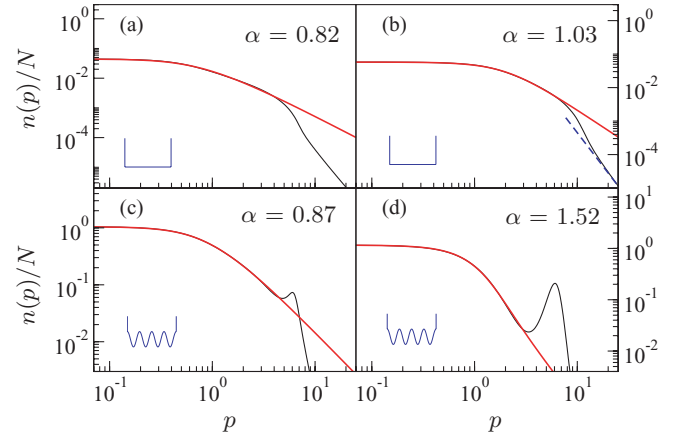 (a) α = 0.82
(b) α = 1.03
n(p)/N
10^0
10^-2
10^-4
10^0
10^-2
10^-4
n(p)/N
(c) α = 0.87
(d) α = 1.52
10^0
10^-1
10^-2
10^1
10^0
10^-1
10^-2
n(p)/N
n(p)/N
10^-1 10^0 10^1
10^-1 10^0 10^1
p
p